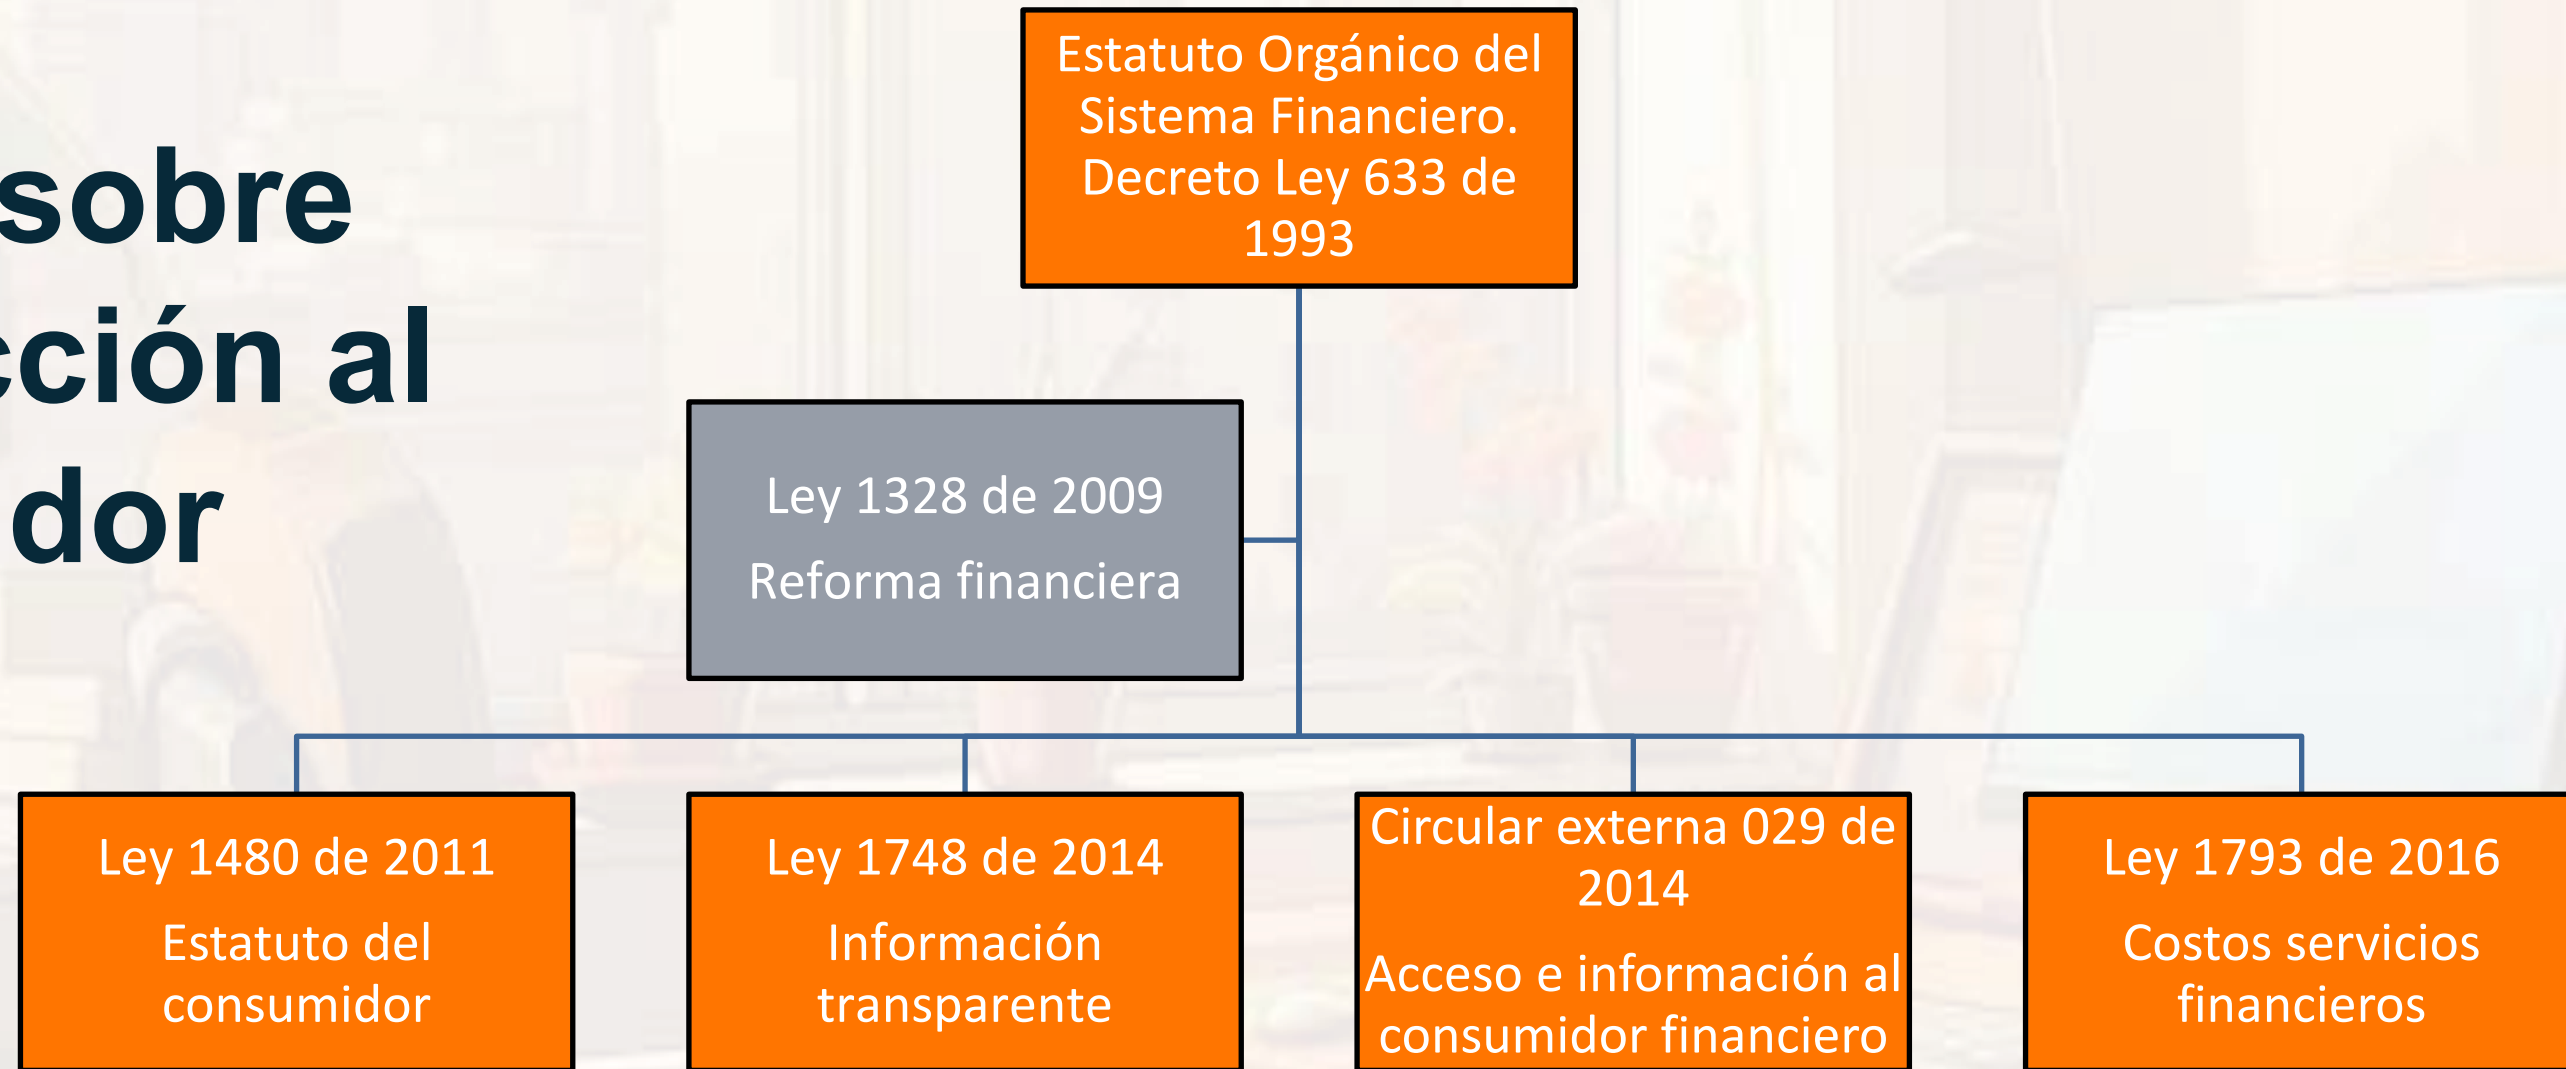 sobre
cción al
dor
Estatuto Orgánico del
Sistema Financiero.
Decreto Ley 633 de
1993
Ley 1328 de 2009
Reforma financiera
Ley 1480 de 2011
Estatuto del
consumidor
Ley 1748 de 2014
Información
transparente
Circular externa 029 de
2014
Acceso e información al
consumidor financiero
Ley 1793 de 2016
Costos servicios
financieros